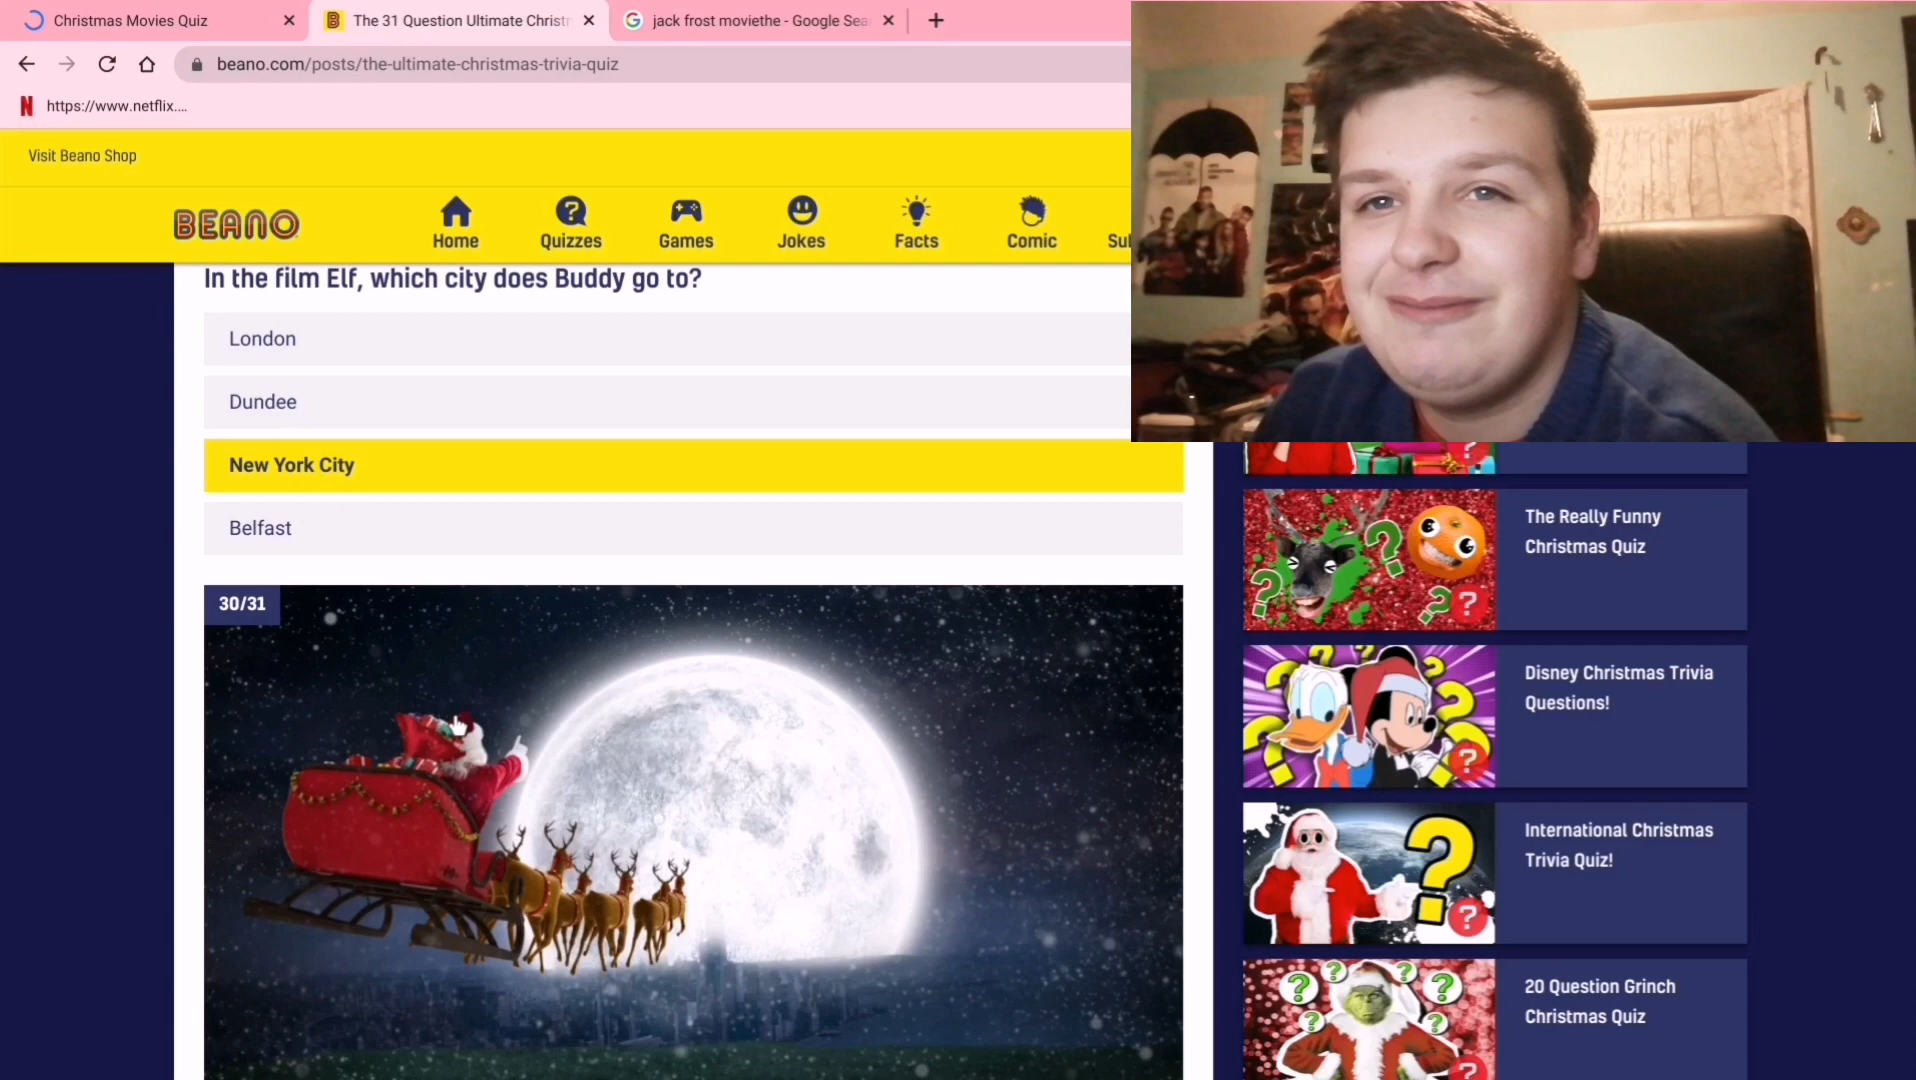 Christmas Movies Quiz
The 31 Question Ultimate Christ
jack frost moviethe - Google Sea
beano.com/posts/the-ultimate-christmas-trivia-quiz
https://www.netflix....
Visit Beano Shop
BEANO
Home
Quizzes
Games
Jokes
Facts
Comic
Sul
In the film Elf, which city does Buddy go to?
London
Dundee
New York City
Belfast
30/31
The Really Funny
Christmas Quiz
Disney Christmas Trivia
Questions!
International Christmas
Trivia Quiz!
20 Question Grinch
Christmas Quiz